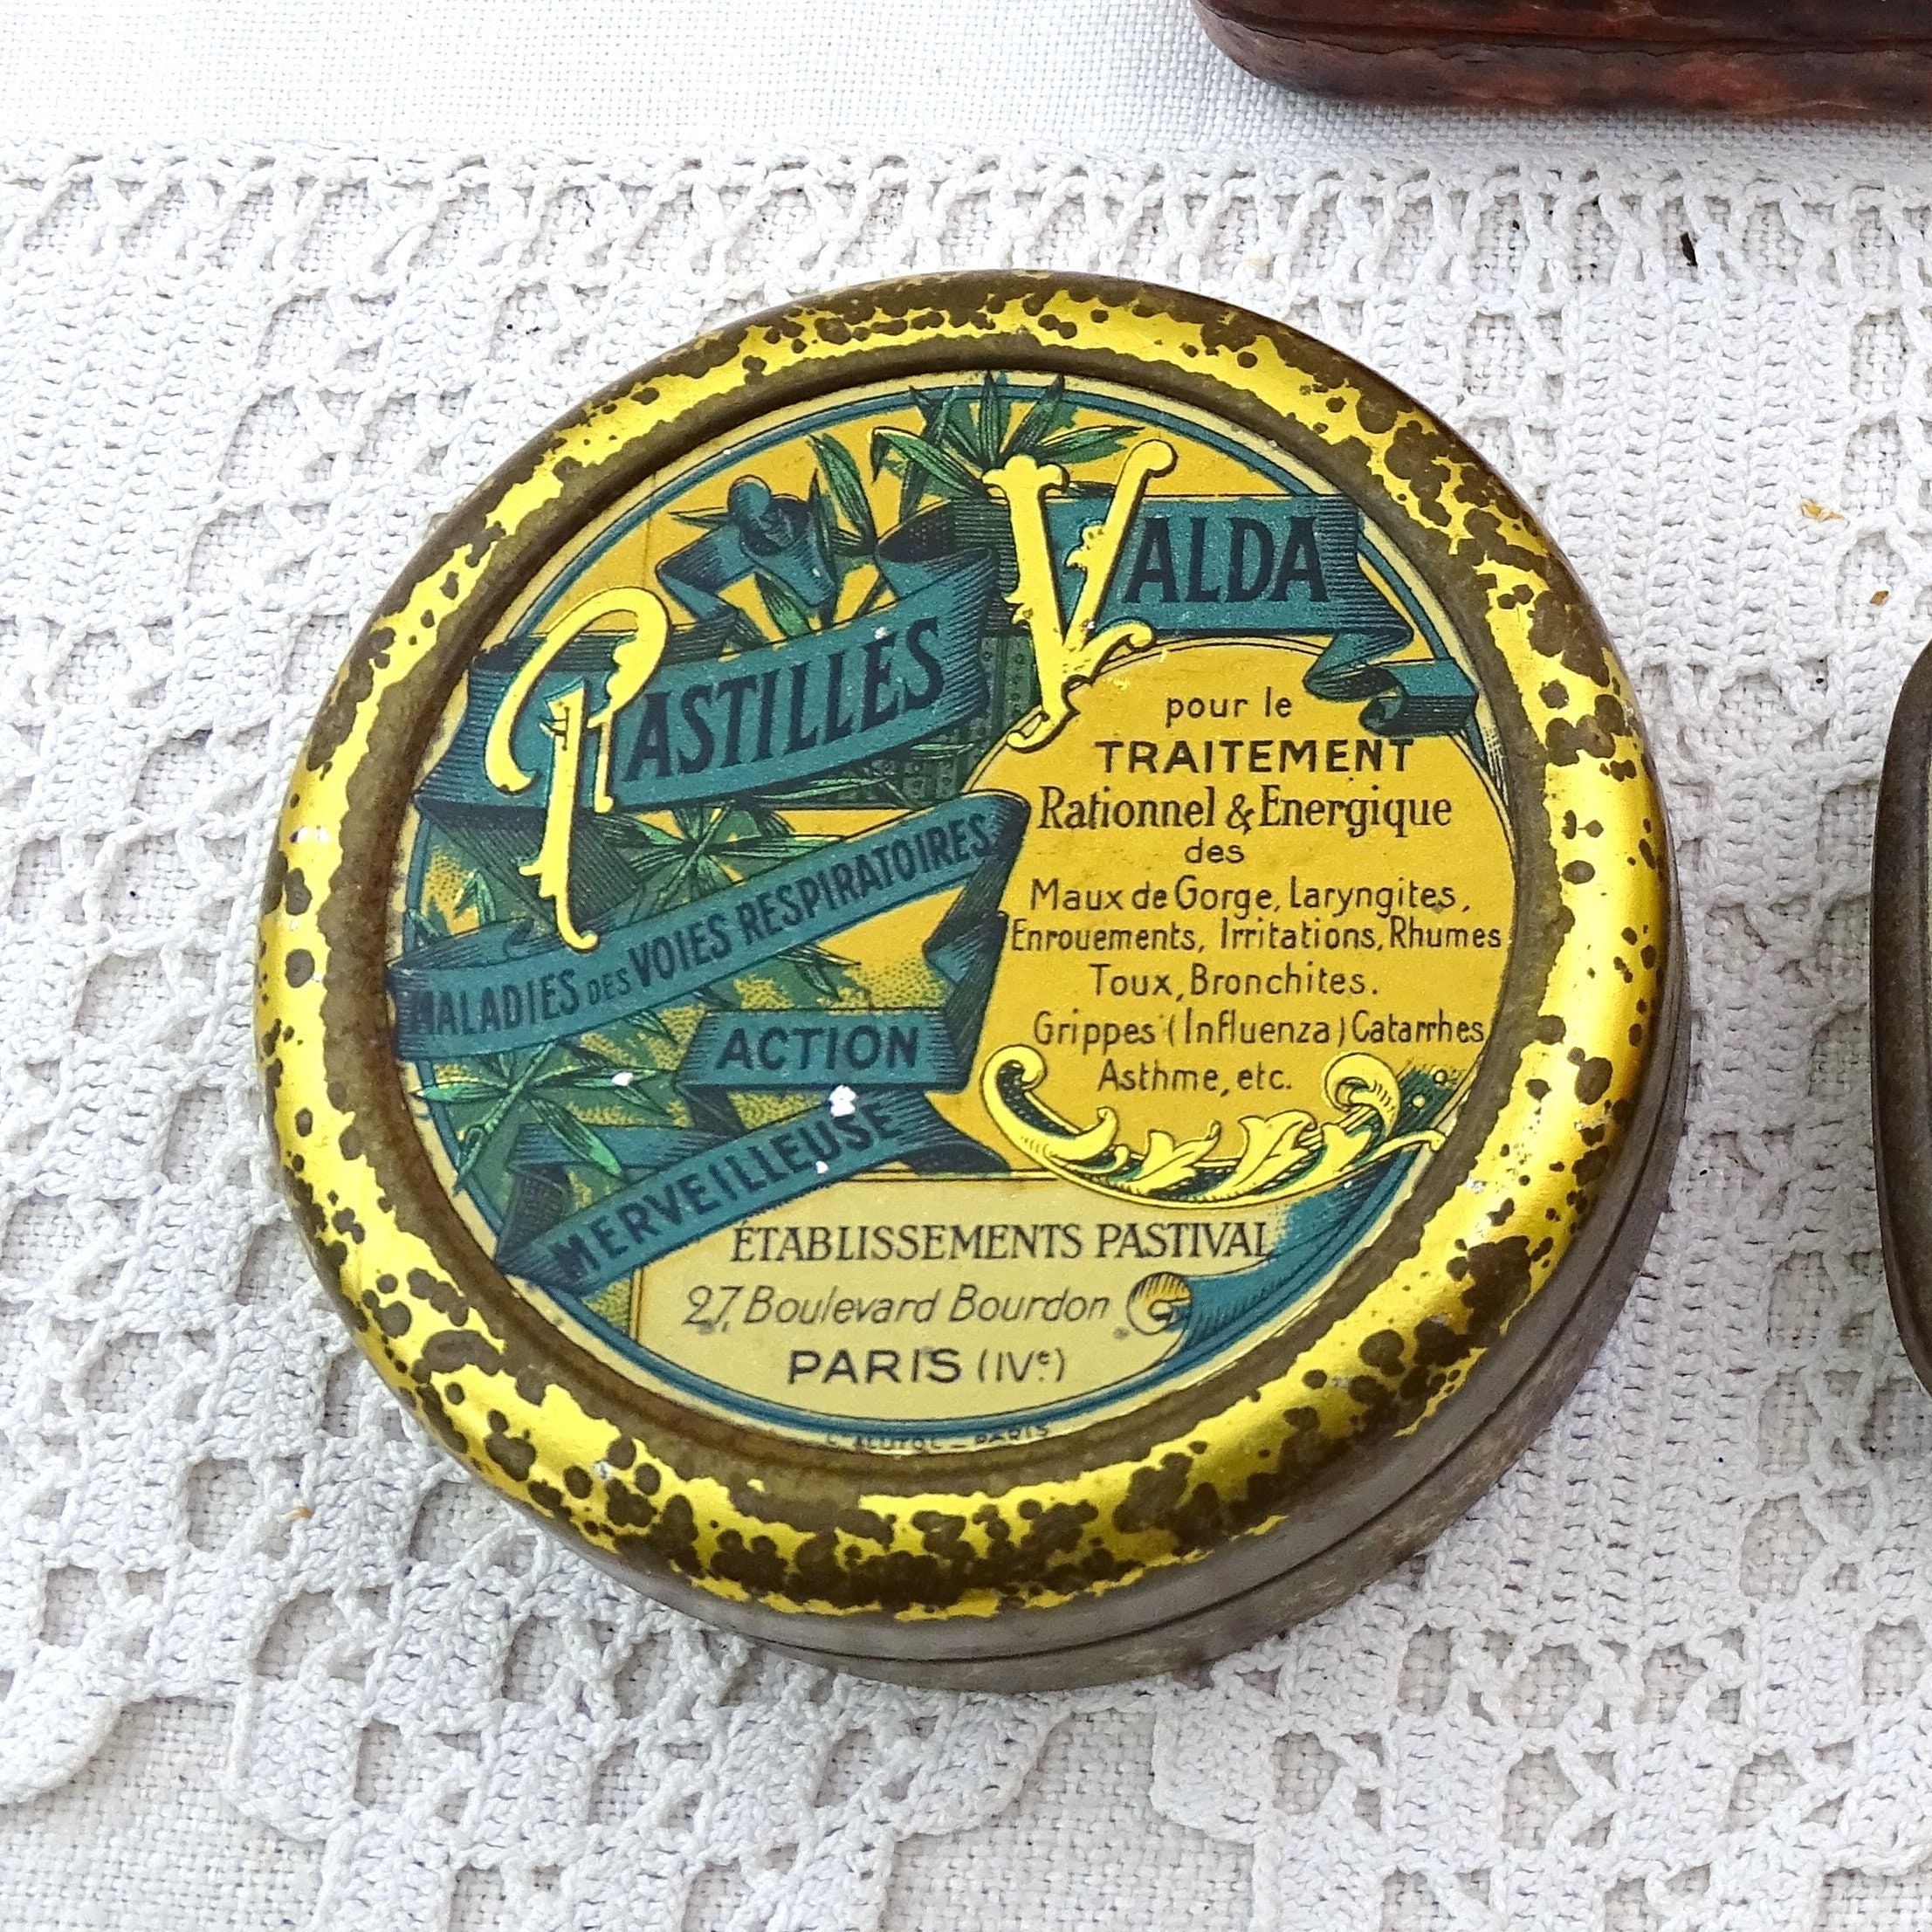 PASTILLES VALDA
MALADIES DES VOIES RESPIRATOIRES.
ACTION
MERVEILLEUSE
pour le
TRAITEMENT
Rationnel & Energique
des
Maux de Gorge, Laryngites,
Enrouements, Irritations, Rhumes
Toux, Bronchites.
Grippes (Influenza) Catarrhes
Asthme, etc.
ÉTABLISSEMENTS PASTIVAL
27, Boulevard Bourdon
PARIS (IVe)
PARIS